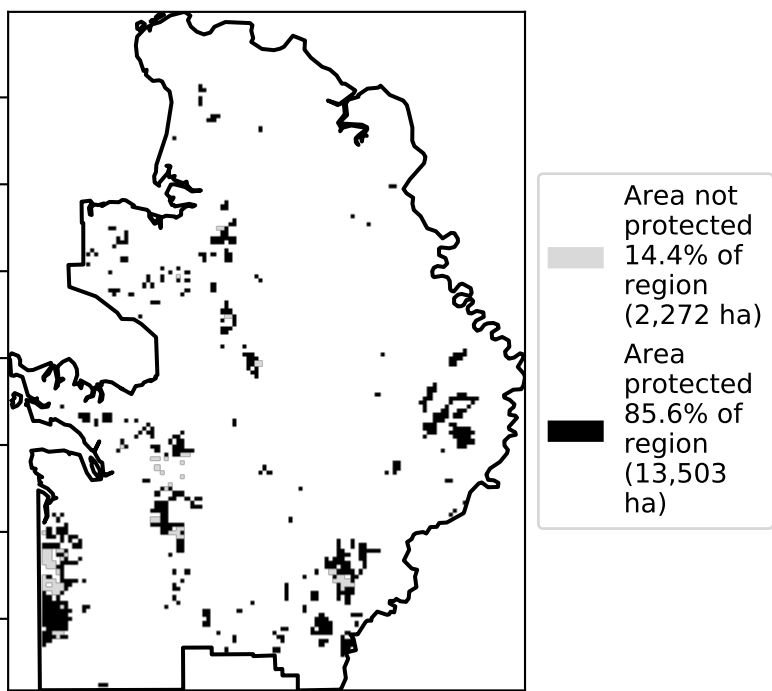 Area not
protected
14.4% of
region
(2,272 ha)
Area
protected
85.6% of
region
(13,503
ha)